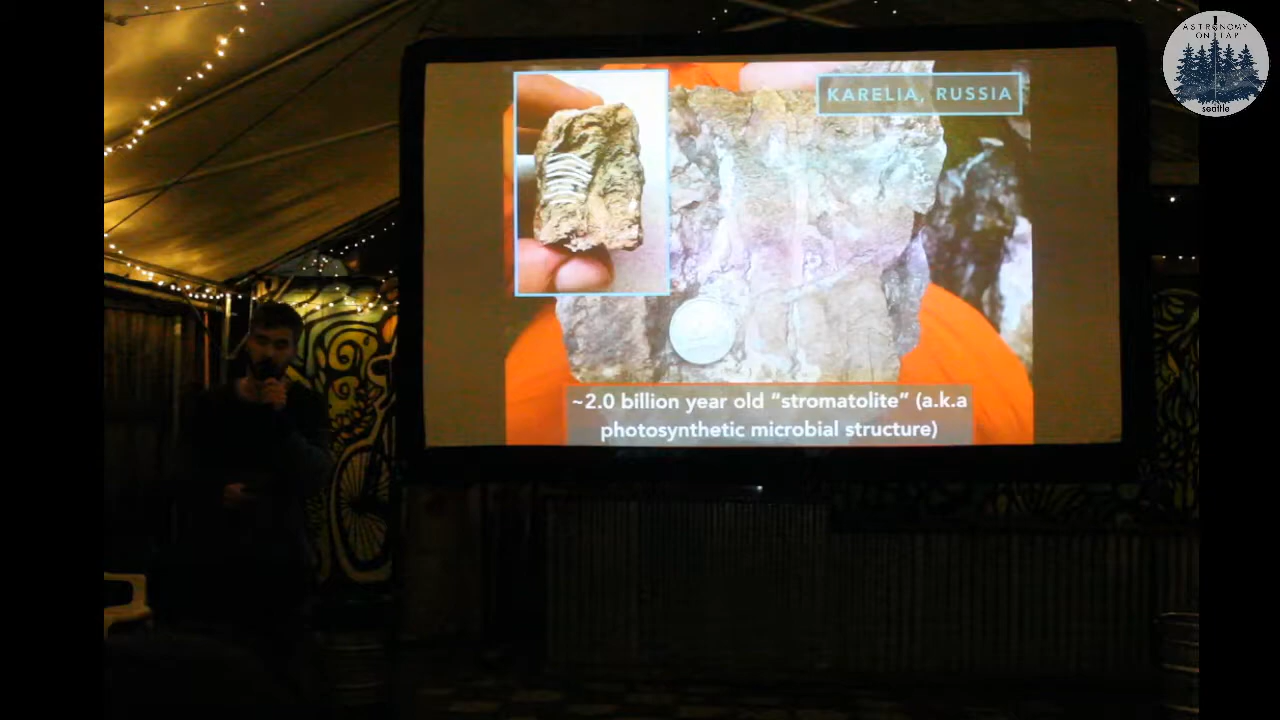 ASTRONOMY
ON TAP
seattle
KARELIA, RUSSIA
~2.0 billion year old “stromatolite” (a.k.a
photosynthetic microbial structure)